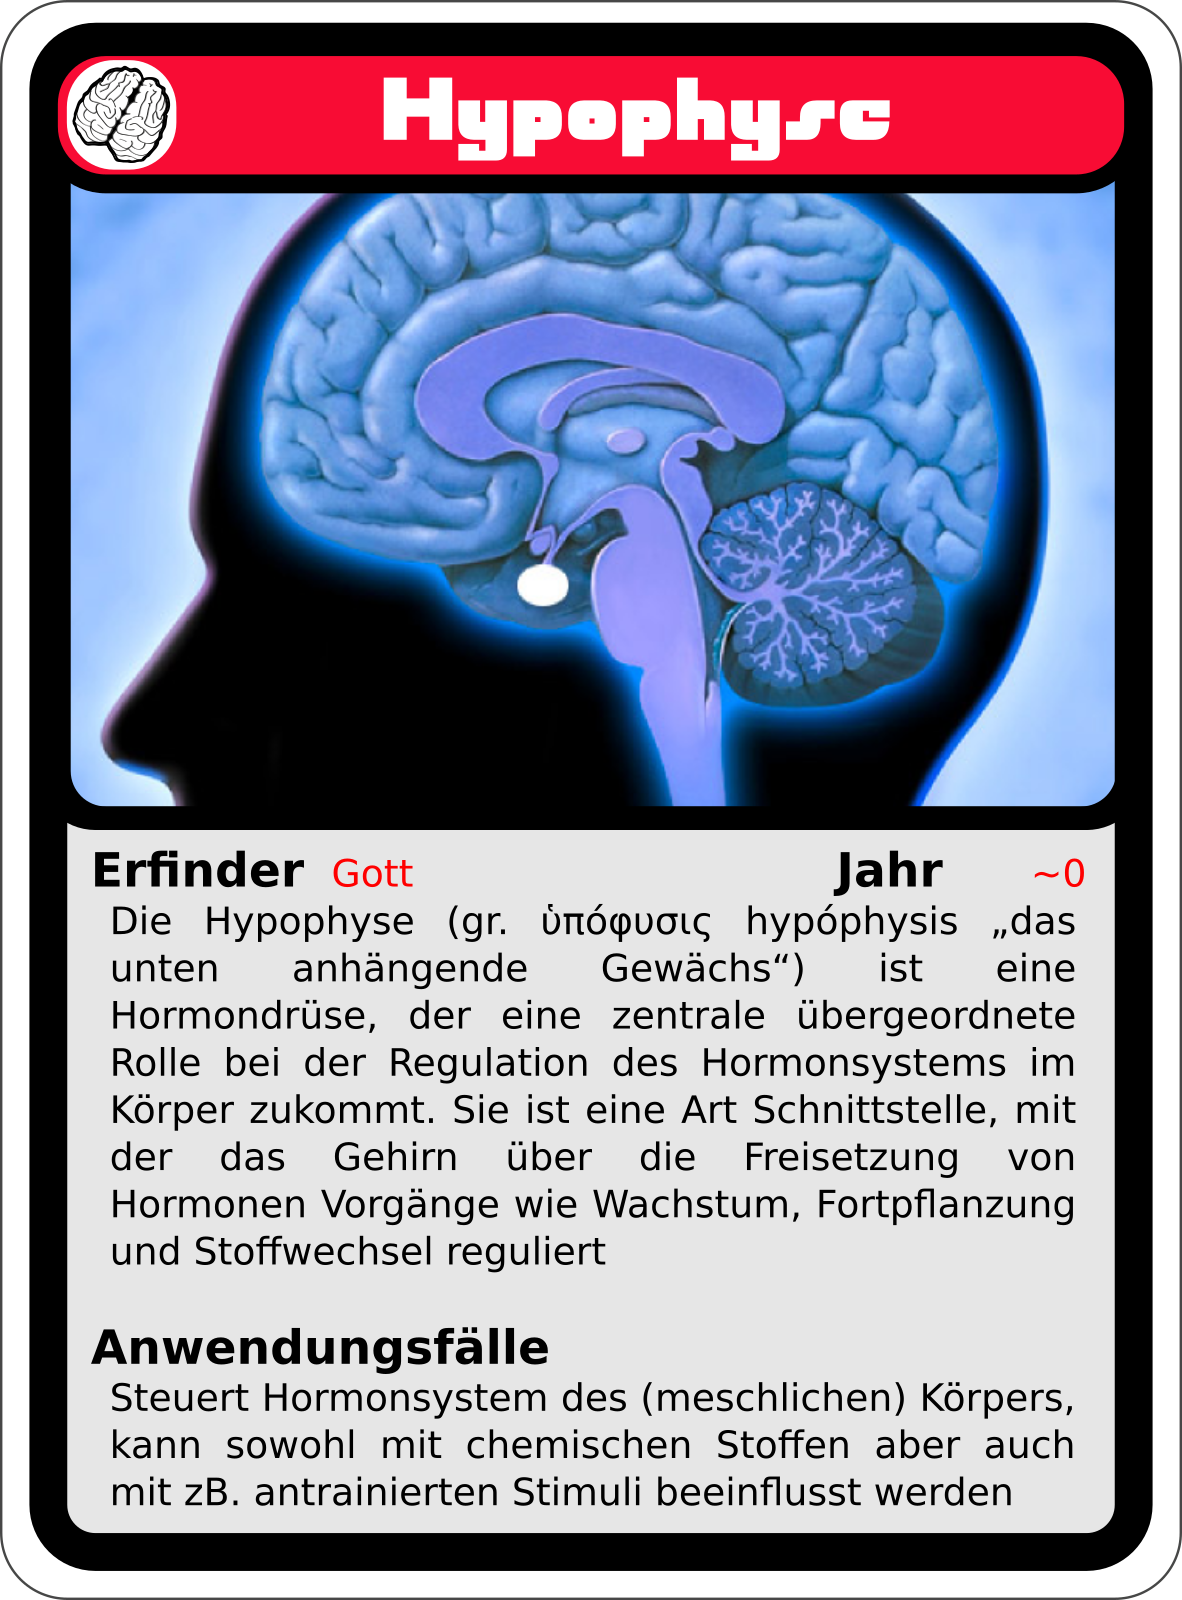 Hypophyse
Erfinder Gott Jahr ~0
Die Hypophyse (gr. ὑπόφυσις hypóphysis „das
unten anhängende Gewächs“) ist eine
Hormondrüse, der eine zentrale übergeordnete
Rolle bei der Regulation des Hormonsystems im
Körper zukommt. Sie ist eine Art Schnittstelle, mit
der das Gehirn über die Freisetzung von
Hormonen Vorgänge wie Wachstum, Fortpflanzung
und Stoffwechsel reguliert
Anwendungsfälle
Steuert Hormonsystem des (meschlichen) Körpers,
kann sowohl mit chemischen Stoffen aber auch
mit zB. antrainierten Stimuli beeinflusst werden